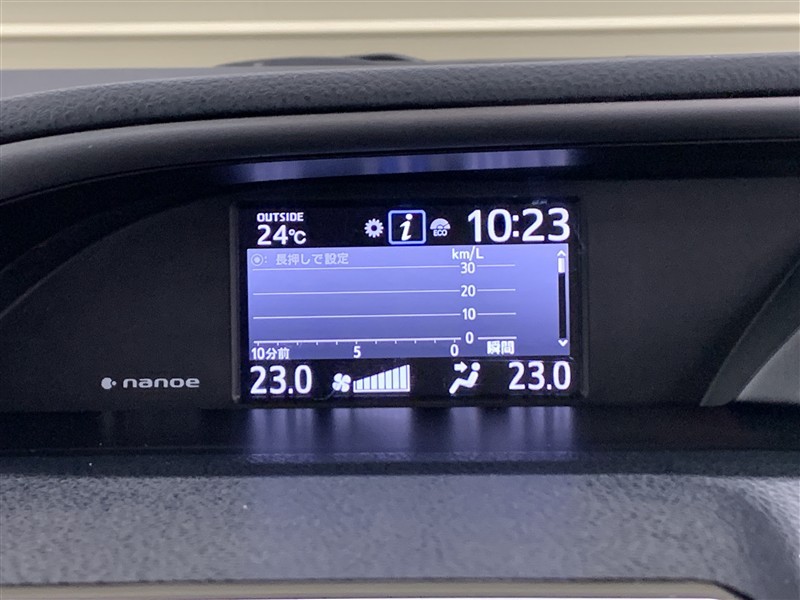 OUTSIDE
24℃
i
ECO
10:23
: 長押しで設定
km/L
30
20
10
0
10分前 5 0 瞬間
23.0 23.0
nanoe